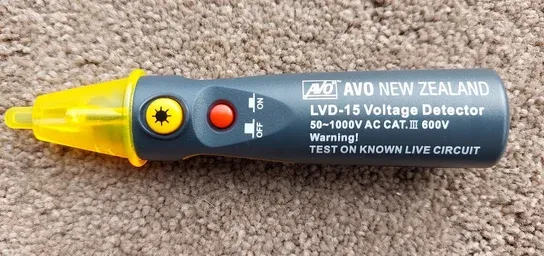 AVO AVO NEW ZEALAND
LVD-15 Voltage Detector
50~1000V AC CAT. III 600V
Warning!
TEST ON KNOWN LIVE CIRCUIT
ON
OFF